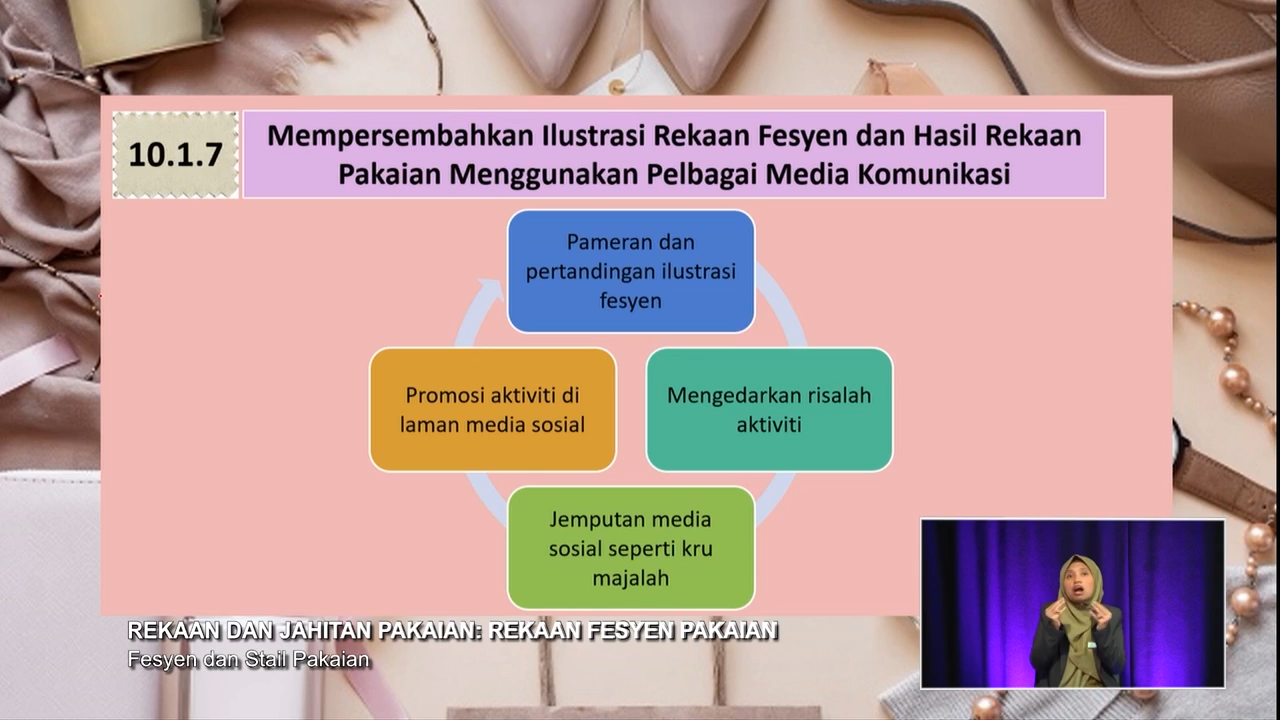 10.1.7
Mempersembahkan Ilustrasi Rekaan Fesyen dan Hasil Rekaan
Pakaian Menggunakan Pelbagai Media Komunikasi
Pameran dan
pertandingan ilustrasi
fesyen
Promosi aktiviti di
laman media sosial
Mengedarkan risalah
aktiviti
Jemputan media
sosial seperti kru
majalah
REKAAN DAN JAHITAN PAKAIAN: REKAAN FESYEN PAKAIAN
Fesyen dan Stail Pakaian